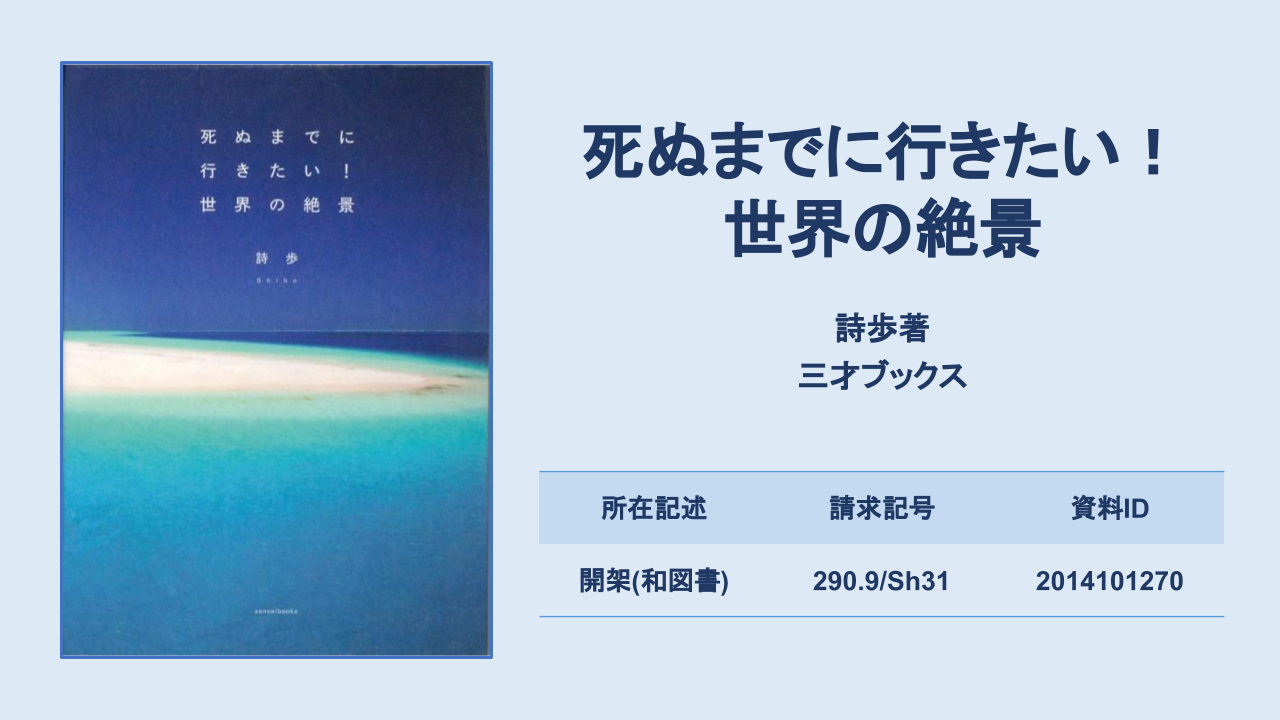 死ぬまでに
行きたい！
世界の絶景
詩歩
Shiho
sansaibooks
死ぬまでに行きたい！
世界の絶景
詩歩著
三才ブックス
所在記述 請求記号 資料ID
開架(和図書) 290.9/Sh31 2014101270